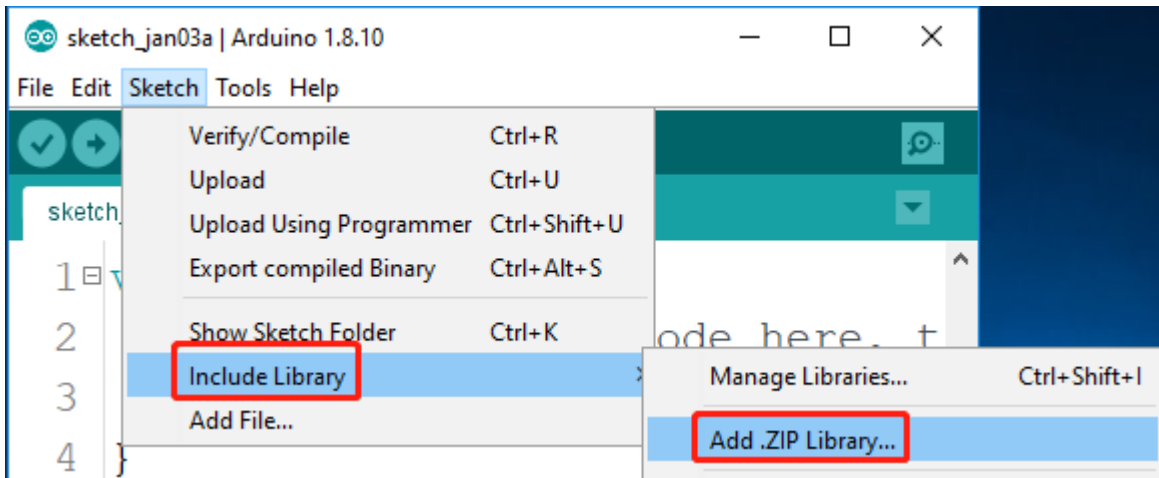 sketch_jan03a | Arduino 1.8.10
File Edit Sketch Tools Help
Verify/Compile Ctrl+R
Upload Ctrl+U
sketch_
Upload Using Programmer Ctrl+Shift+U
1
Export compiled Binary Ctrl+Alt+S
2 Show Sketch Folder Ctrl+K ode here, t
Include Library Manage Libraries... Ctrl+Shift+I
3
Add File...
Add .ZIP Library...
4 }